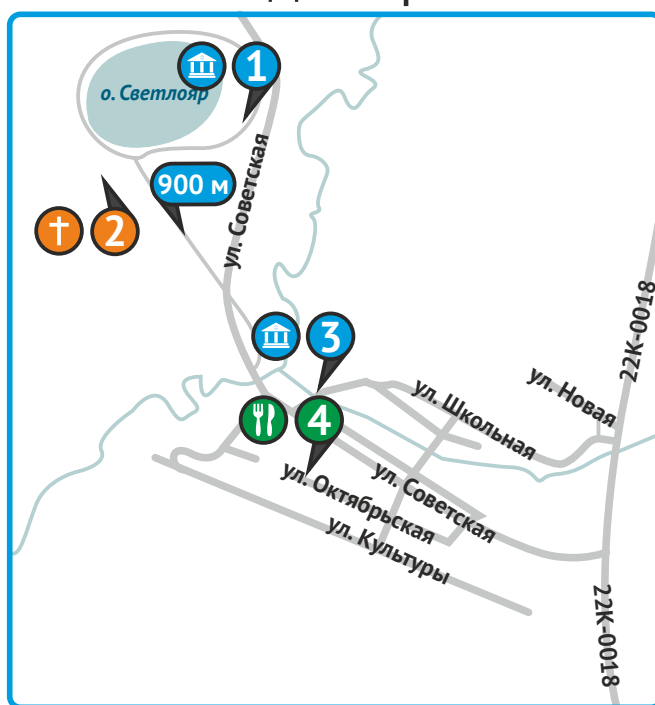 о. Светлояр
1
900 м
2
ул. Советская
3
4
22К-0018
ул. Новая
ул. Школьная
ул. Советская
ул. Октябрьская
ул. Культуры
22К-0018